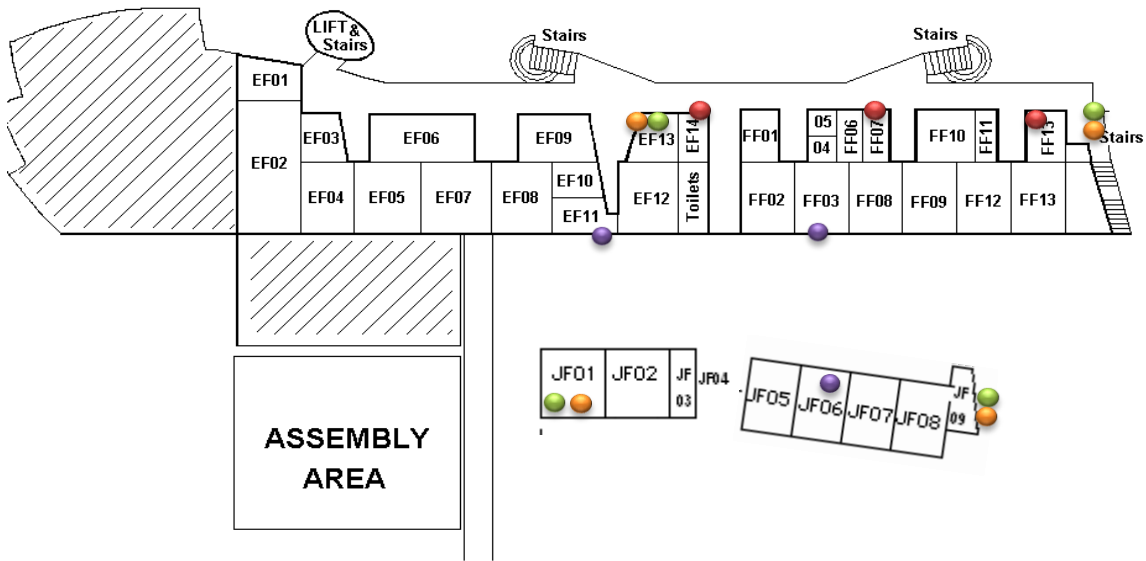 LIFT &
Stairs
Stairs
Stairs
EF01
EF02
EF03
EF04
EF05
EF06
EF07
EF08
EF09
EF10
EF11
EF12
EF13
EF14
Toilets
FF01
FF02
FF03
05
04
FF06
FF07
FF08
FF09
FF10
FF11
FF12
FF13
FF15
Stairs
JF01
JF02
JF
03
JF04
JF05
JF06
JF07
JF08
JF
09
ASSEMBLY
AREA